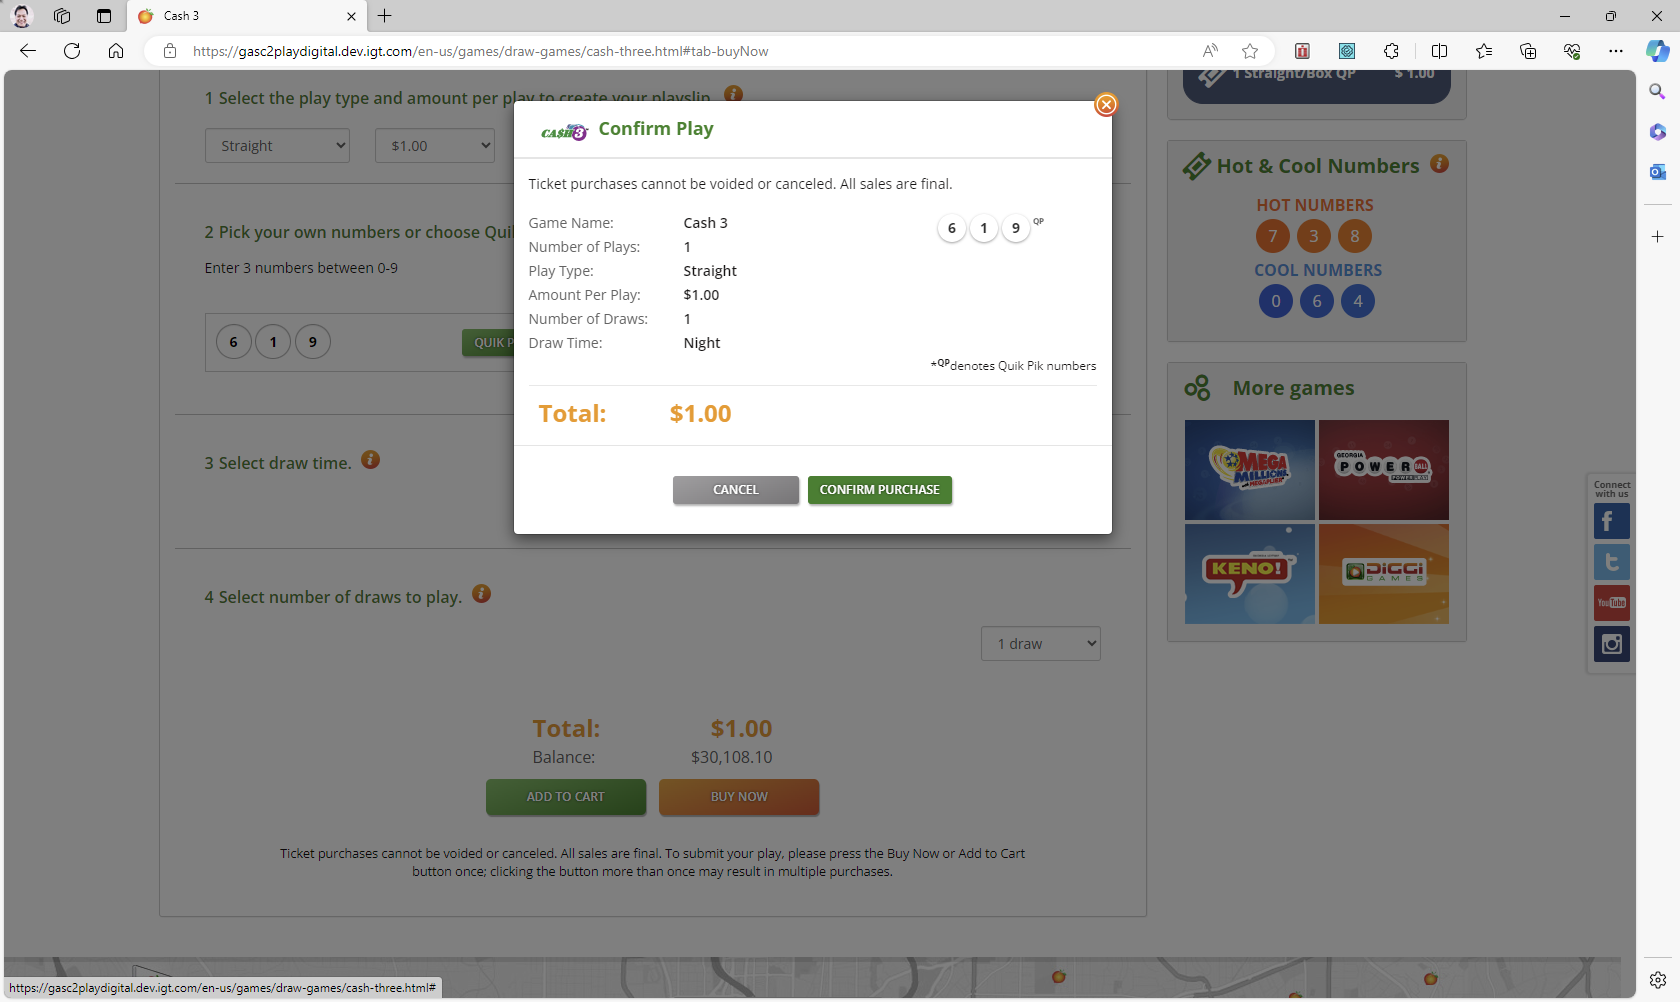 Cash 3
https://gasc2playdigital.dev.igt.com/en-us/games/draw-games/cash-three.html#tab-buyNow
1 Select the play type and amount per play to create your playslip.
Straight
$1.00
2 Pick your own numbers or choose Qui
Enter 3 numbers between 0-9
6 1 9
QUIK P
3 Select draw time.
4 Select number of draws to play.
1 draw
Total: $1.00
Balance: $30,108.10
ADD TO CART
BUY NOW
Ticket purchases cannot be voided or canceled. All sales are final. To submit your play, please press the Buy Now or Add to Cart
button once; clicking the button more than once may result in multiple purchases.
CA$H 3
Confirm Play
Ticket purchases cannot be voided or canceled. All sales are final.
Game Name: Cash 3
6 1 9 QP
Number of Plays: 1
Play Type: Straight
Amount Per Play: $1.00
Number of Draws: 1
Draw Time: Night
*QPdenotes Quik Pik numbers
Total: $1.00
CANCEL
CONFIRM PURCHASE
1 Straight/Box QP $ 1.00
Hot & Cool Numbers
HOT NUMBERS
7 3 8
COOL NUMBERS
0 6 4
More games
MEGA
MILLIONS
MEGAPLIER
GEORGIA
POWERBALL
POWER PLAY
KENO!
DIGGI
GAMES
Connect
with us
YouTube
https://gasc2playdigital.dev.igt.com/en-us/games/draw-games/cash-three.html#